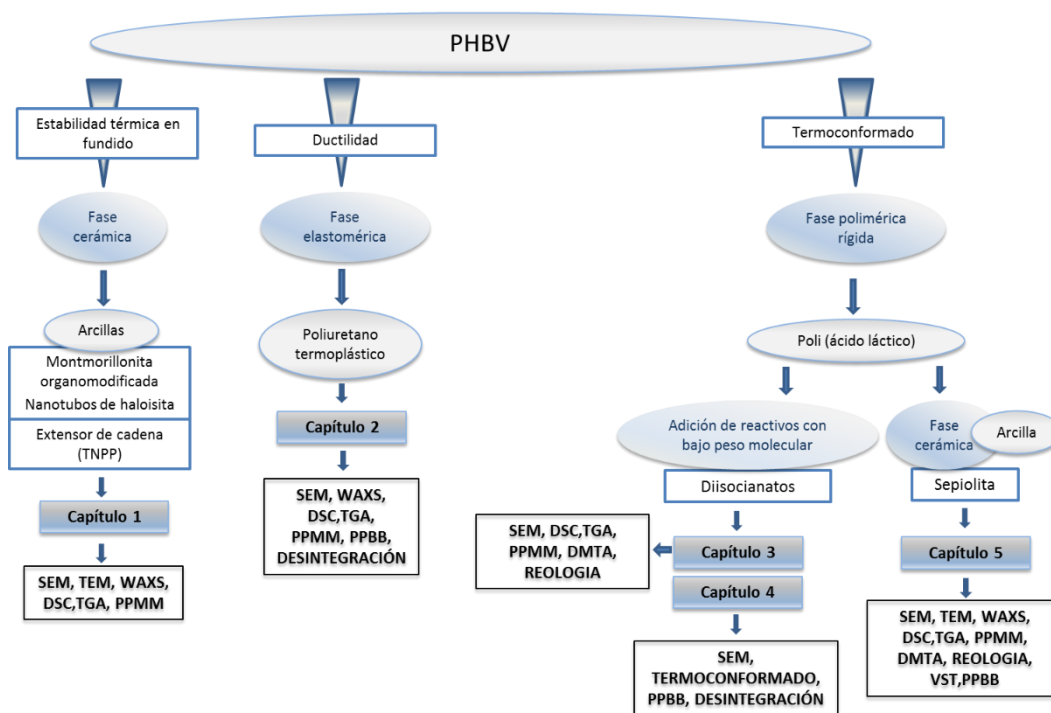 PHBV
Estabilidad térmica en
fundido
Fase
cerámica
Arcillas
Montmorillonita
organomodificada
Nanotubos de haloisita
Extensor de cadena
(TNPP)
Capítulo 1
SEM, TEM, WAXS,
DSC,TGA, PPMM
Ductilidad
Fase
elastomérica
Poliuretano
termoplástico
Capítulo 2
SEM, WAXS,
DSC,TGA,
PPMM, PPBB,
DESINTEGRACIÓN
Termoconformado
Fase polimérica
rígida
Poli (ácido láctico)
Adición de reactivos con
bajo peso molecular
Diisocianatos
Capítulo 3
SEM, DSC,TGA,
PPMM, DMTA,
REOLOGIA
Capítulo 4
SEM,
TERMOCONFORMADO,
PPBB, DESINTEGRACIÓN
Fase
cerámica
Arcilla
Sepiolita
Capítulo 5
SEM, TEM, WAXS,
DSC,TGA, PPMM,
DMTA, REOLOGIA,
VST,PPBB